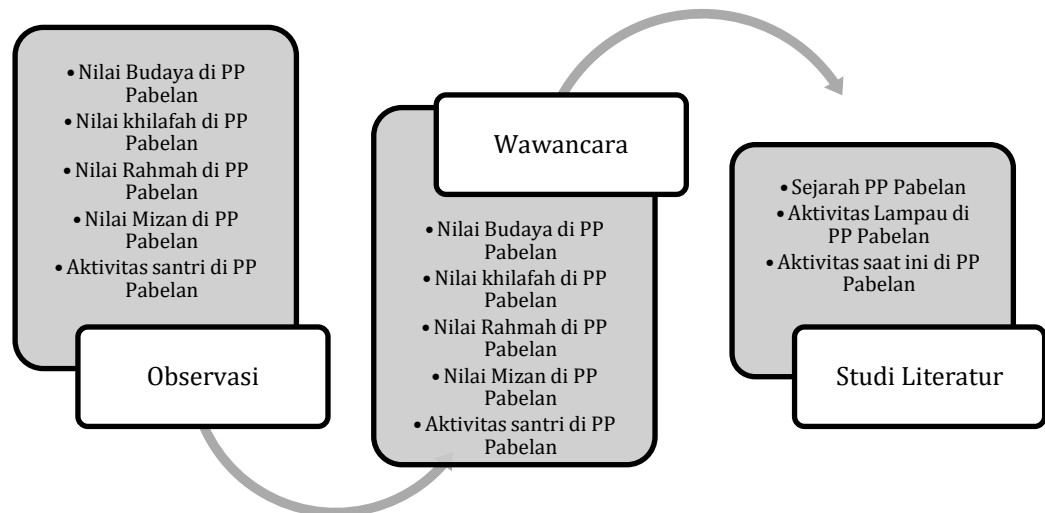 • Nilai Budaya di PP
Pabelan
• Nilai khilafah di PP
Pabelan
• Nilai Rahmah di PP
Pabelan
• Nilai Mizan di PP
Pabelan
• Aktivitas santri di PP
Pabelan
Observasi
Wawancara
• Nilai Budaya di PP
Pabelan
• Nilai khilafah di PP
Pabelan
• Nilai Rahmah di PP
Pabelan
• Nilai Mizan di PP
Pabelan
• Aktivitas santri di PP
Pabelan
• Sejarah PP Pabelan
• Aktivitas Lampau di
PP Pabelan
• Aktivitas saat ini di PP
Pabelan
Studi Literatur